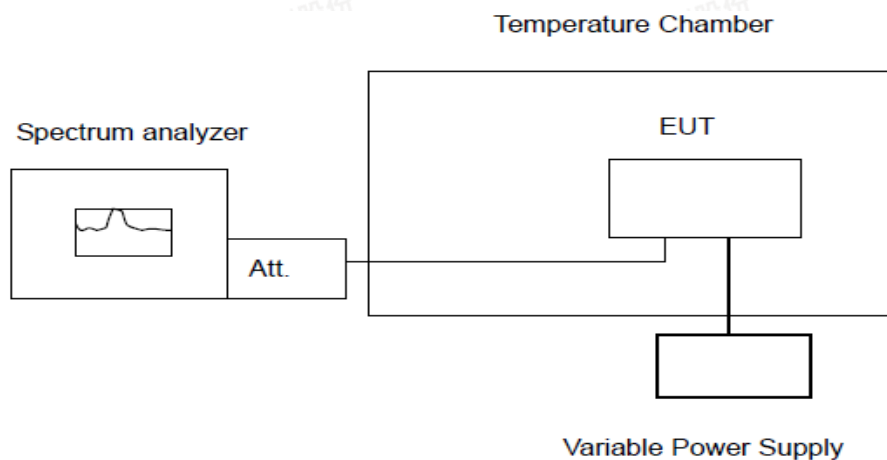 Temperature Chamber
Spectrum analyzer
EUT
Att.
Variable Power Supply